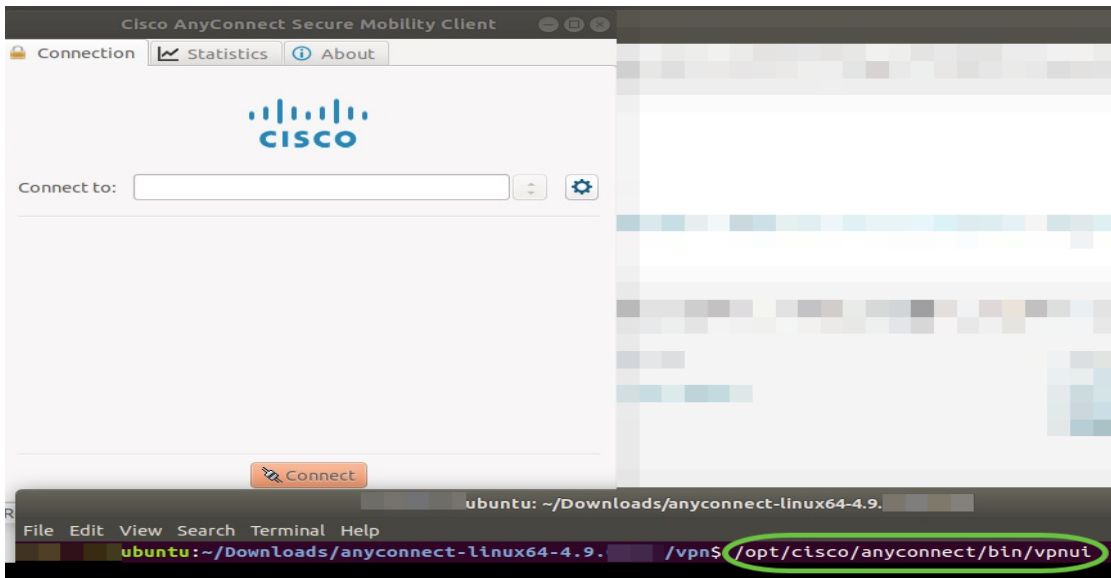 Cisco AnyConnect Secure Mobility Client
Connection Statistics About
CISCO
Connect to:
Connect
ubuntu: ~/Downloads/anyconnect-linux64-4.9.
R
File Edit View Search Terminal Help
ubuntu:~/Downloads/anyconnect-linux64-4.9. /vpn$ /opt/cisco/anyconnect/bin/vpnui